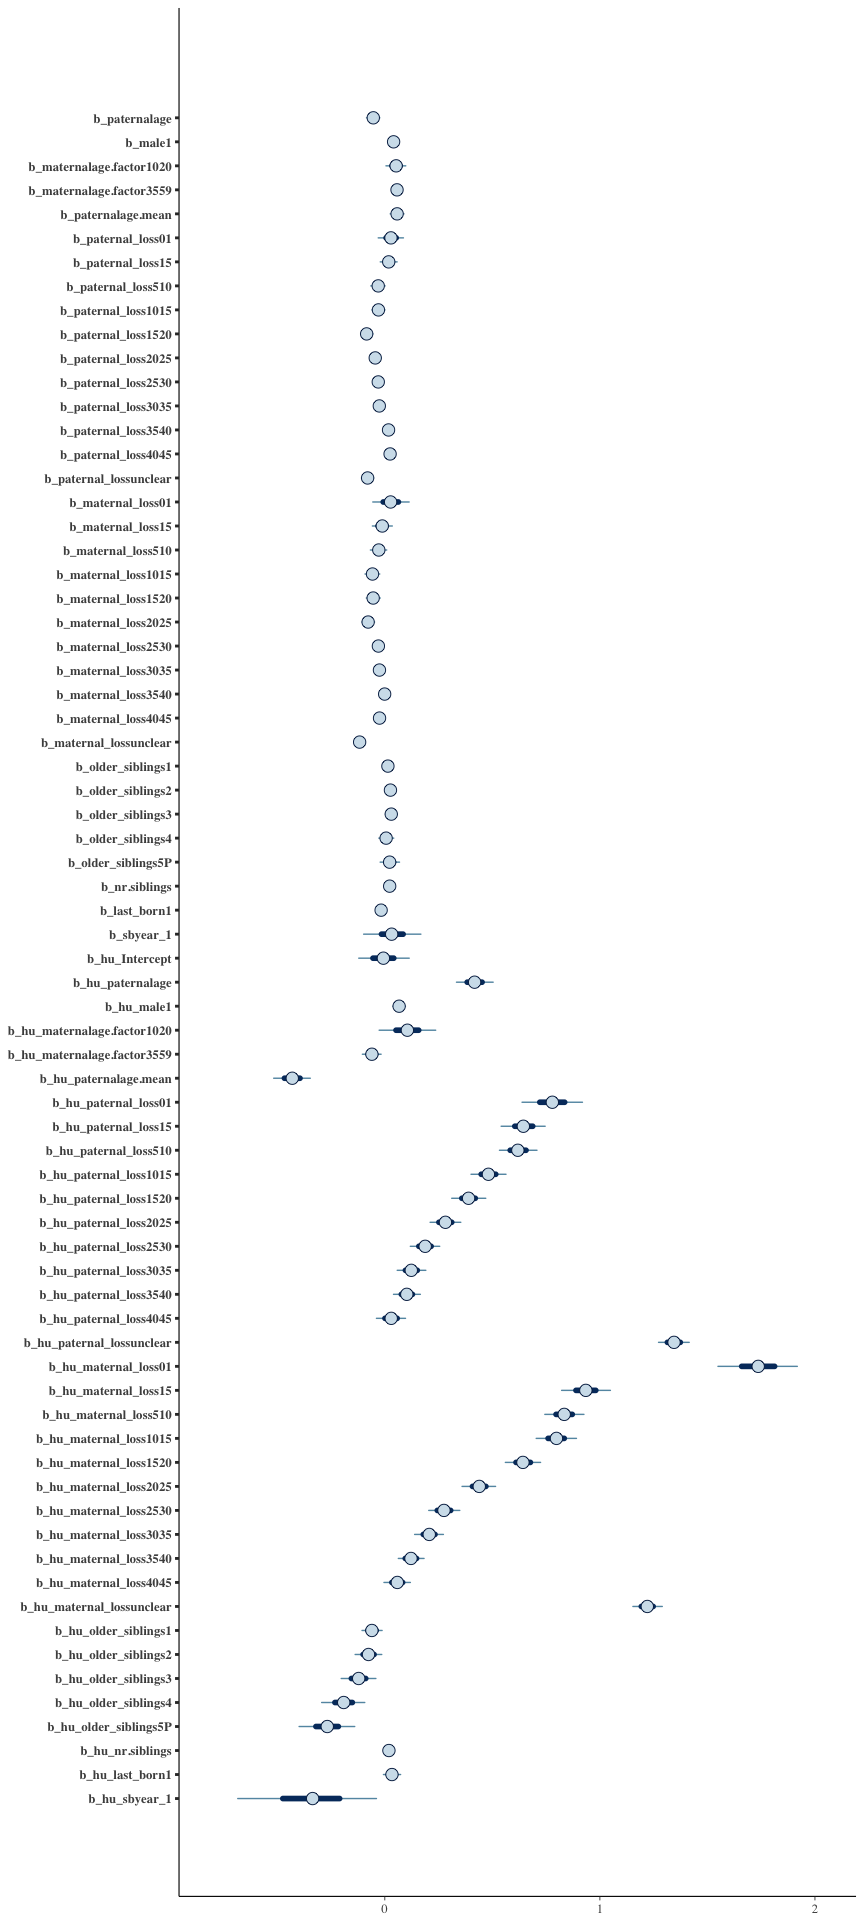 b_paternalage
b_male1
b_maternalage.factor1020
b_maternalage.factor3559
b_paternalage.mean
b_paternal_loss01
b_paternal_loss15
b_paternal_loss510
b_paternal_loss1015
b_paternal_loss1520
b_paternal_loss2025
b_paternal_loss2530
b_paternal_loss3035
b_paternal_loss3540
b_paternal_loss4045
b_paternal_lossunclear
b_maternal_loss01
b_maternal_loss15
b_maternal_loss510
b_maternal_loss1015
b_maternal_loss1520
b_maternal_loss2025
b_maternal_loss2530
b_maternal_loss3035
b_maternal_loss3540
b_maternal_loss4045
b_maternal_lossunclear
b_older_siblings1
b_older_siblings2
b_older_siblings3
b_older_siblings4
b_older_siblings5P
b_nr.siblings
b_last_born1
b_sbyear_1
b_hu_Intercept
b_hu_paternalage
b_hu_male1
b_hu_maternalage.factor1020
b_hu_maternalage.factor3559
b_hu_paternalage.mean
b_hu_paternal_loss01
b_hu_paternal_loss15
b_hu_paternal_loss510
b_hu_paternal_loss1015
b_hu_paternal_loss1520
b_hu_paternal_loss2025
b_hu_paternal_loss2530
b_hu_paternal_loss3035
b_hu_paternal_loss3540
b_hu_paternal_loss4045
b_hu_paternal_lossunclear
b_hu_maternal_loss01
b_hu_maternal_loss15
b_hu_maternal_loss510
b_hu_maternal_loss1015
b_hu_maternal_loss1520
b_hu_maternal_loss2025
b_hu_maternal_loss2530
b_hu_maternal_loss3035
b_hu_maternal_loss3540
b_hu_maternal_loss4045
b_hu_maternal_lossunclear
b_hu_older_siblings1
b_hu_older_siblings2
b_hu_older_siblings3
b_hu_older_siblings4
b_hu_older_siblings5P
b_hu_nr.siblings
b_hu_last_born1
b_hu_sbyear_1
0 1 2